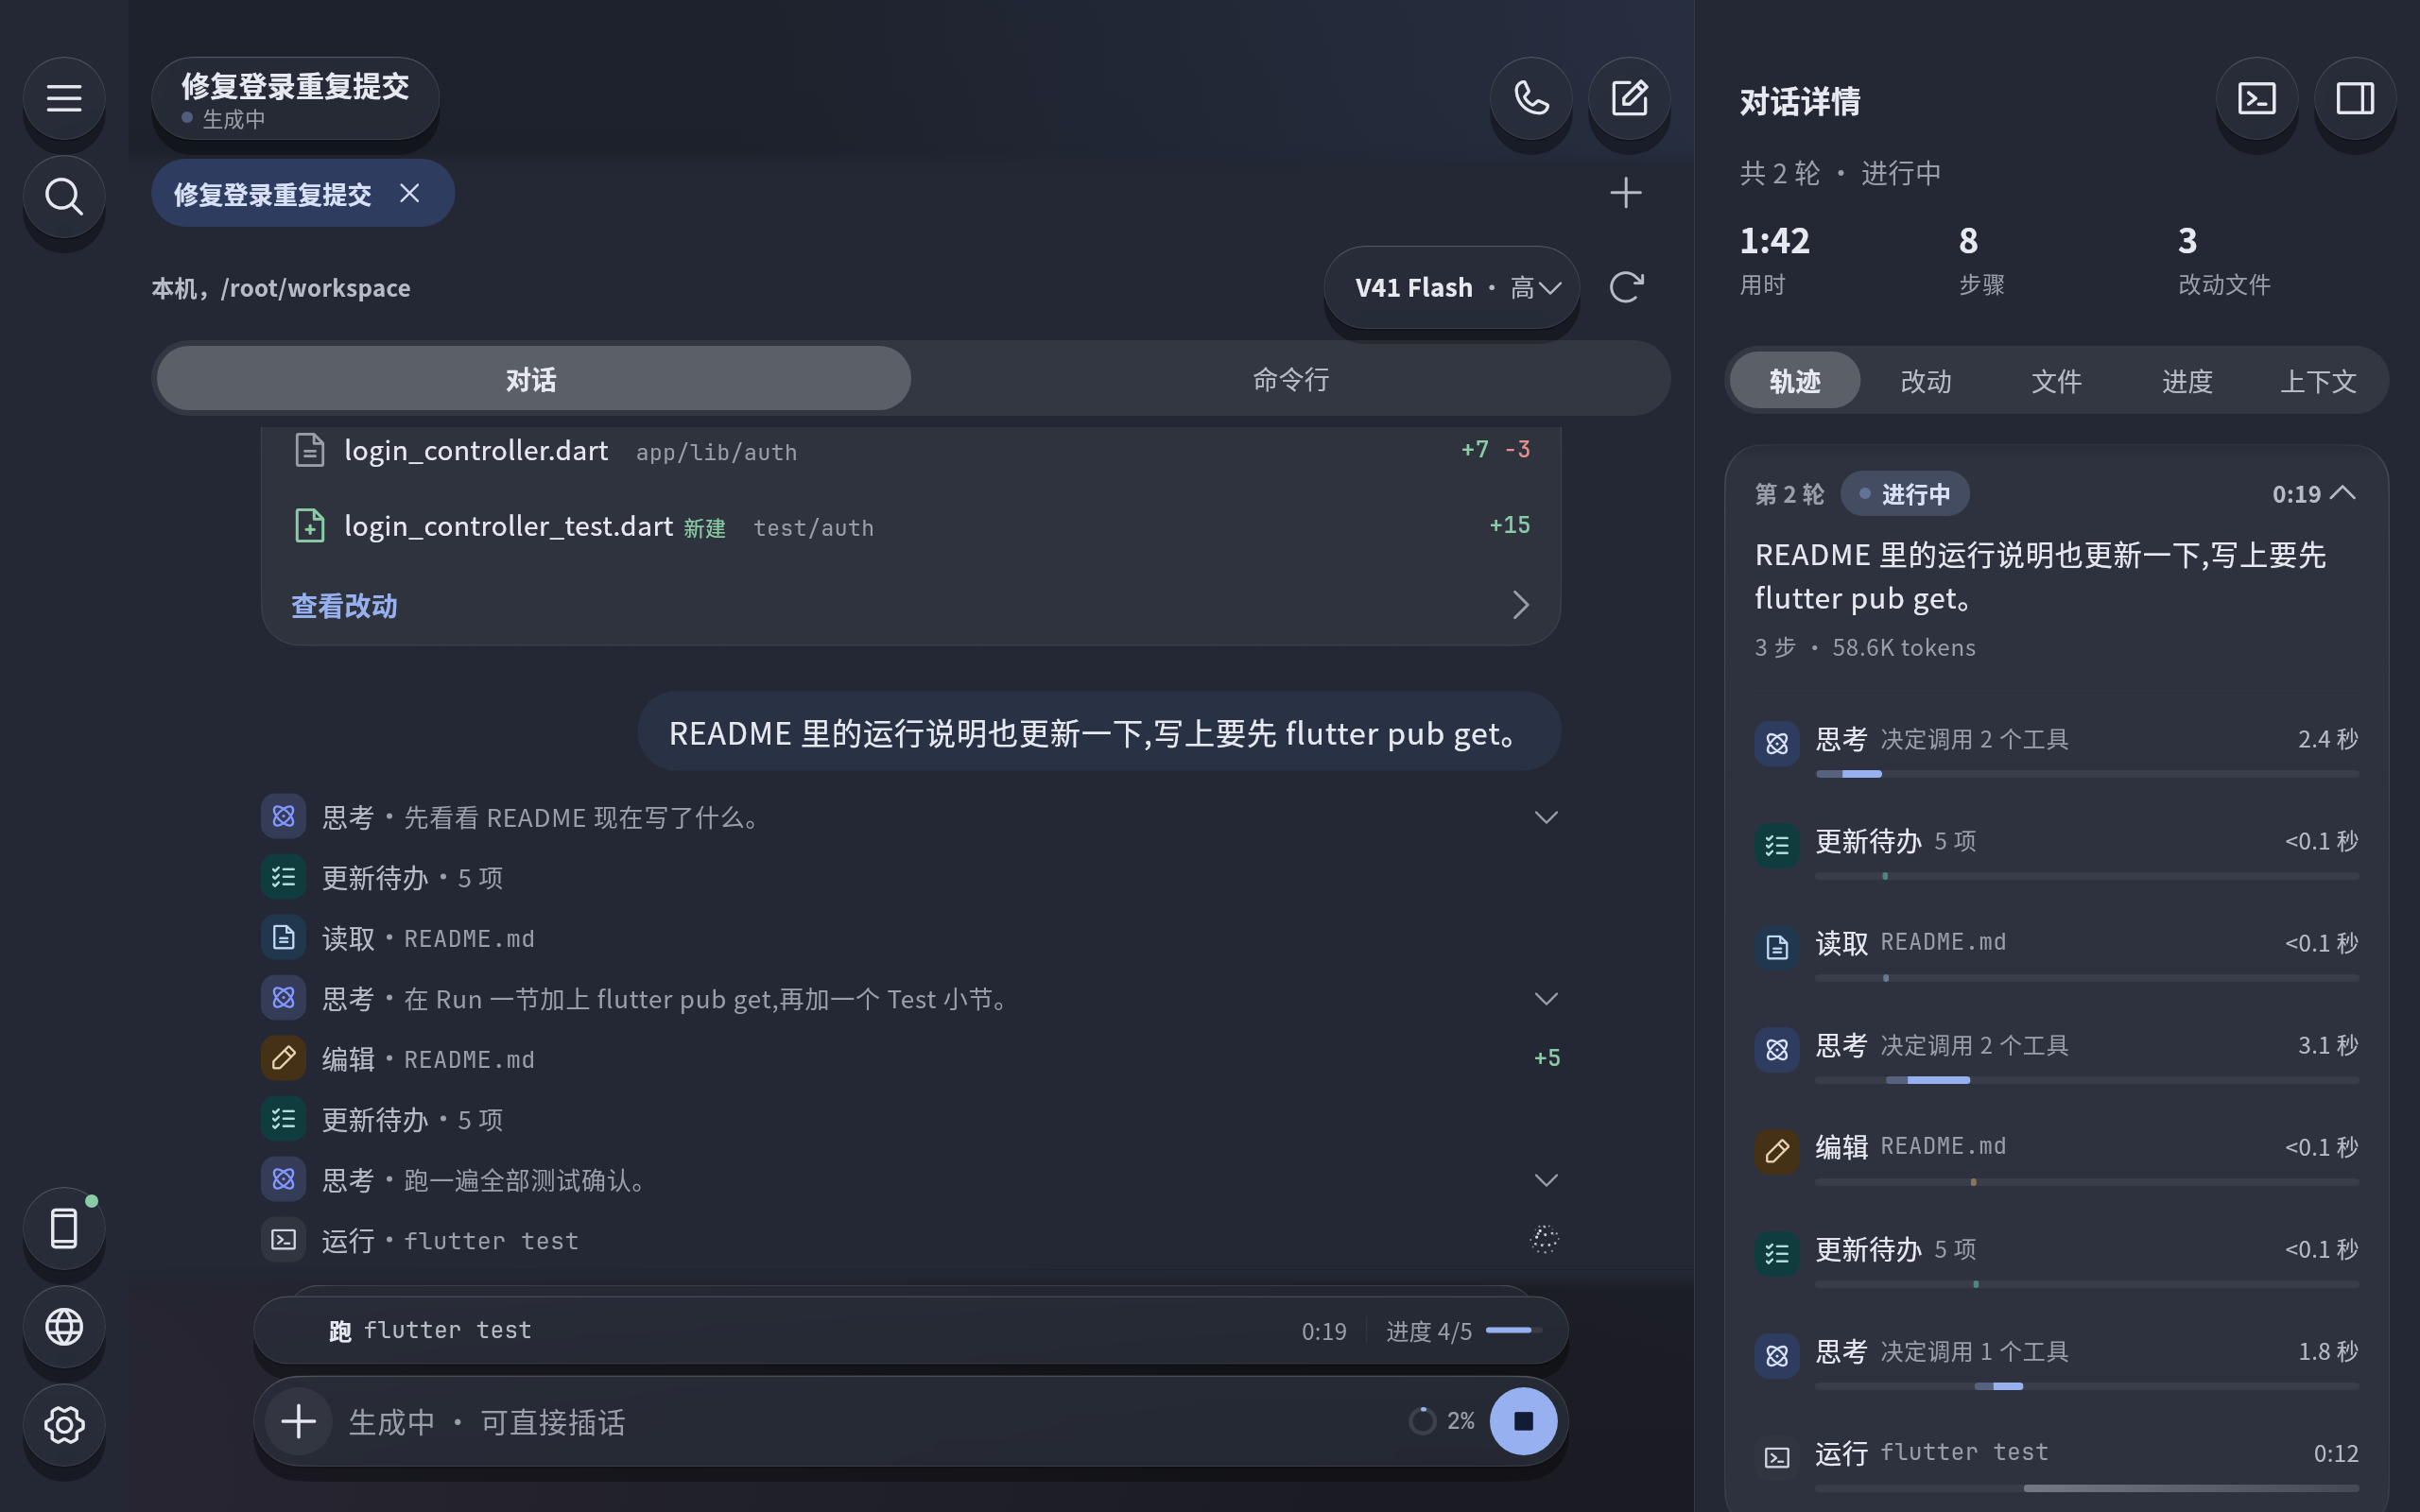 修复登录重复提交
生成中
修复登录重复提交
本机，/root/workspace
V41 Flash · 高
对话
命令行
login_controller.dart app/lib/auth +7 -3
login_controller_test.dart 新建 test/auth +15
查看改动
README 里的运行说明也更新一下,写上要先 flutter pub get。
思考 · 先看看 README 现在写了什么。
更新待办 · 5 项
读取 · README.md
思考 · 在 Run 一节加上 flutter pub get,再加一个 Test 小节。
编辑 · README.md +5
更新待办 · 5 项
思考 · 跑一遍全部测试确认。
运行 · flutter test
跑 flutter test 0:19 进度 4/5
生成中 · 可直接插话 2%
对话详情
共 2 轮 · 进行中
1:42 8 3
用时 步骤 改动文件
轨迹 改动 文件 进度 上下文
第 2 轮 进行中 0:19
README 里的运行说明也更新一下,写上要先
flutter pub get。
3 步 · 58.6K tokens
思考 决定调用 2 个工具 2.4 秒
更新待办 5 项 <0.1 秒
读取 README.md <0.1 秒
思考 决定调用 2 个工具 3.1 秒
编辑 README.md <0.1 秒
更新待办 5 项 <0.1 秒
思考 决定调用 1 个工具 1.8 秒
运行 flutter test 0:12